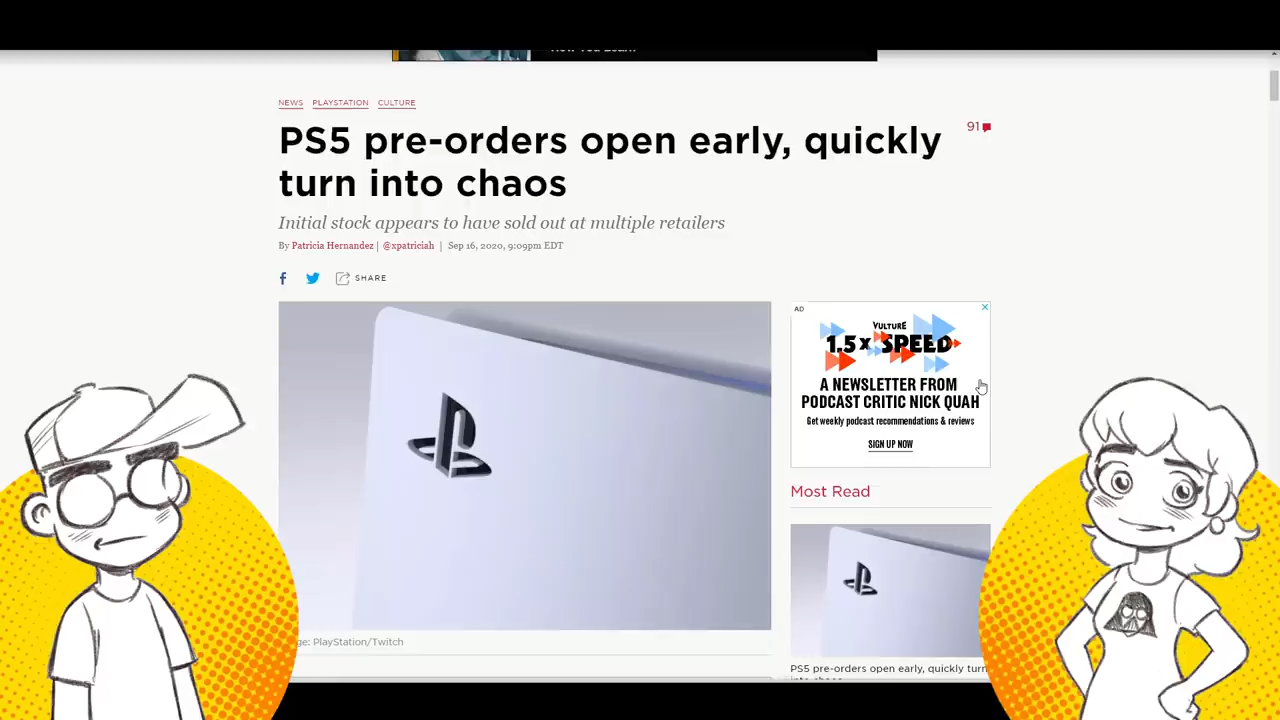 NEWS PLAYSTATION CULTURE
PS5 pre-orders open early, quickly
turn into chaos
91
Initial stock appears to have sold out at multiple retailers
By Patricia Hernandez | @xpatriciah | Sep 16, 2020, 9:09pm EDT
SHARE
AD
VULTURE
1.5x SPEED
A NEWSLETTER FROM
PODCAST CRITIC NICK QUAH
Get weekly podcast recommendations & reviews
SIGN UP NOW
Most Read
ge: PlayStation/Twitch
PS5 pre-orders open early, quickly turn